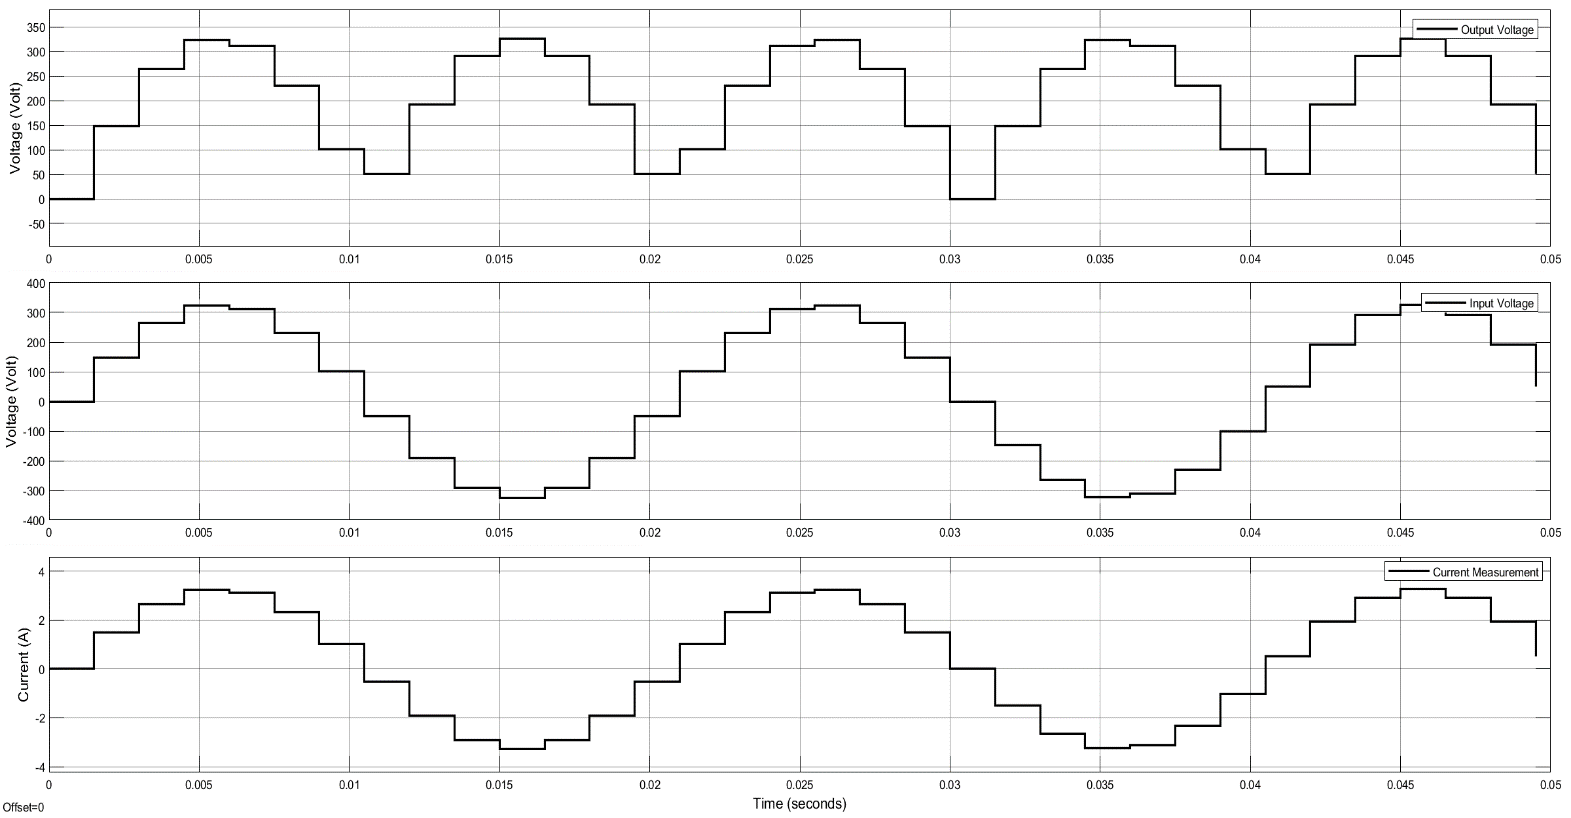 Output Voltage
Voltage (Volt)
350
300
250
200
150
100
50
0
-50
0 0.005 0.01 0.015 0.02 0.025 0.03 0.035 0.04 0.045 0.05
Input Voltage
Voltage (Volt)
400
300
200
100
0
-100
-200
-300
-400
0 0.005 0.01 0.015 0.02 0.025 0.03 0.035 0.04 0.045 0.05
Current Measurement
Current (A)
4
2
0
-2
-4
0 0.005 0.01 0.015 0.02 0.025 0.03 0.035 0.04 0.045 0.05
Time (seconds)
Offset=0